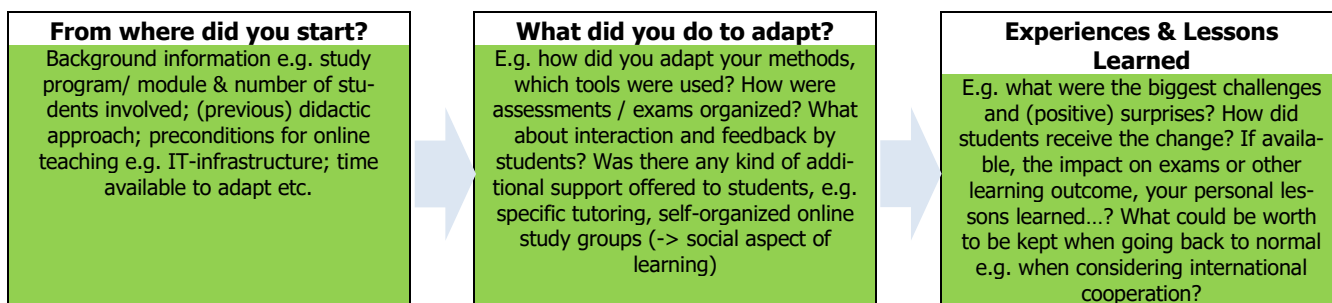 From where did you start?
Background information e.g. study
program/ module & number of stu-
dents involved; (previous) didactic
approach; preconditions for online
teaching e.g. IT-infrastructure; time
available to adapt etc.
What did you do to adapt?
E.g. how did you adapt your methods,
which tools were used? How were
assessments / exams organized? What
about interaction and feedback by
students? Was there any kind of addi-
tional support offered to students, e.g.
specific tutoring, self-organized online
study groups (-> social aspect of
learning)
Experiences & Lessons
Learned
E.g. what were the biggest challenges
and (positive) surprises? How did
students receive the change? If availa-
ble, the impact on exams or other
learning outcome, your personal les-
sons learned…? What could be worth
to be kept when going back to normal
e.g. when considering international
cooperation?